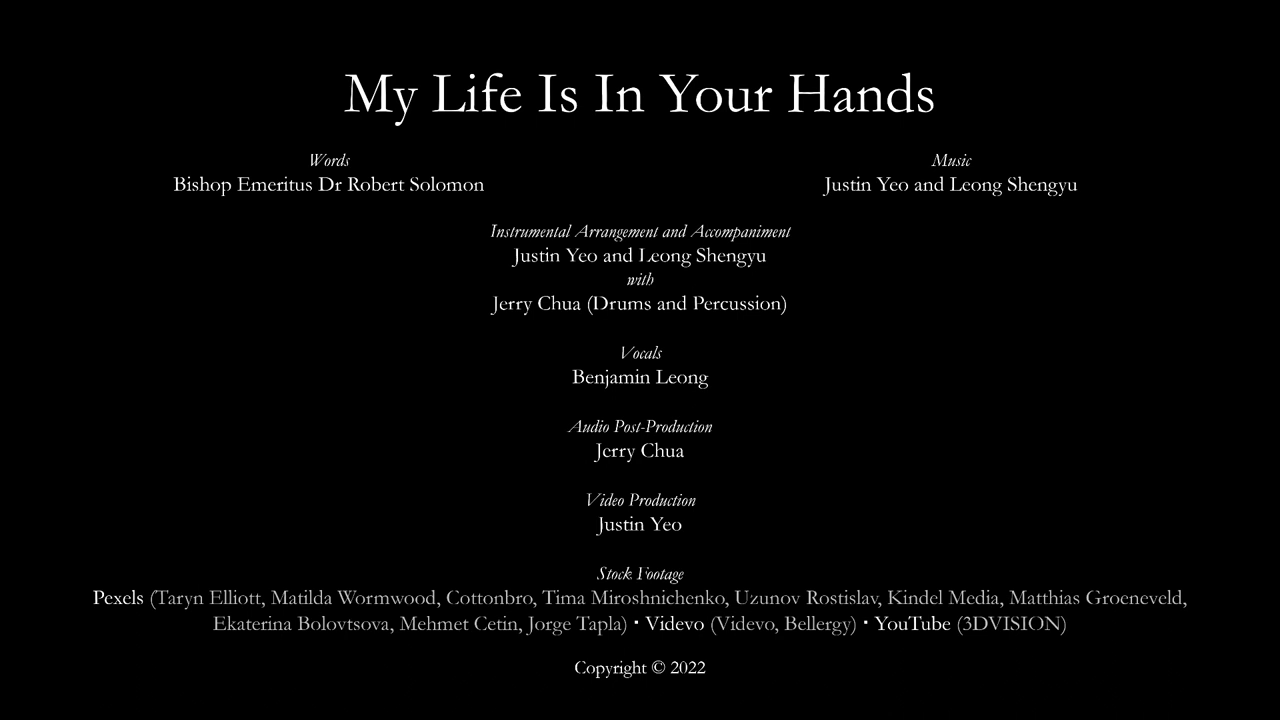 My Life Is In Your Hands
Words
Bishop Emeritus Dr Robert Solomon
Music
Justin Yeo and Leong Shengyu
Instrumental Arrangement and Accompaniment
Justin Yeo and Leong Shengyu
with
Jerry Chua (Drums and Percussion)
Vocals
Benjamin Leong
Audio Post-Production
Jerry Chua
Video Production
Justin Yeo
Stock Footage
Pexels (Taryn Elliott, Matilda Wormwood, Cottonbro, Tima Miroshnichenko, Uzunov Rostislav, Kindel Media, Matthias Groeneveld,
Ekaterina Bolovtsova, Mehmet Cetin, Jorge Tapla) · Videvo (Videvo, Bellergy) · YouTube (3DVISION)
Copyright © 2022